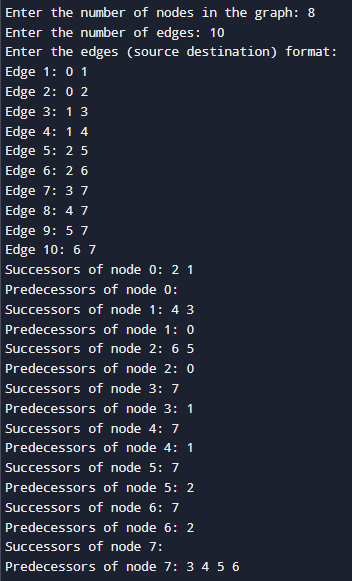 Enter the number of nodes in the graph: 8
Enter the number of edges: 10
Enter the edges (source destination) format:
Edge 1: 0 1
Edge 2: 0 2
Edge 3: 1 3
Edge 4: 1 4
Edge 5: 2 5
Edge 6: 2 6
Edge 7: 3 7
Edge 8: 4 7
Edge 9: 5 7
Edge 10: 6 7
Successors of node 0: 2 1
Predecessors of node 0:
Successors of node 1: 4 3
Predecessors of node 1: 0
Successors of node 2: 6 5
Predecessors of node 2: 0
Successors of node 3: 7
Predecessors of node 3: 1
Successors of node 4: 7
Predecessors of node 4: 1
Successors of node 5: 7
Predecessors of node 5: 2
Successors of node 6: 7
Predecessors of node 6: 2
Successors of node 7:
Predecessors of node 7: 3 4 5 6